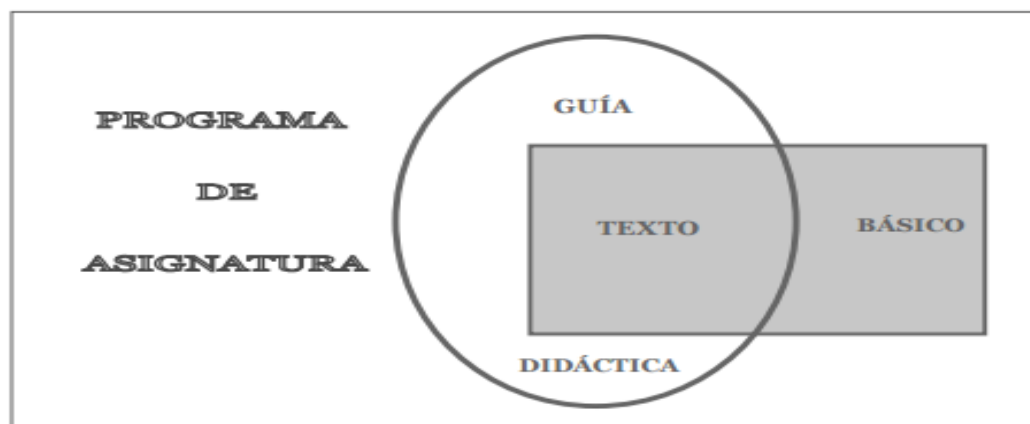 PROGRAMA
DE
ASIGNATURA
GUÍA
TEXTO BÁSICO
DIDÁCTICA